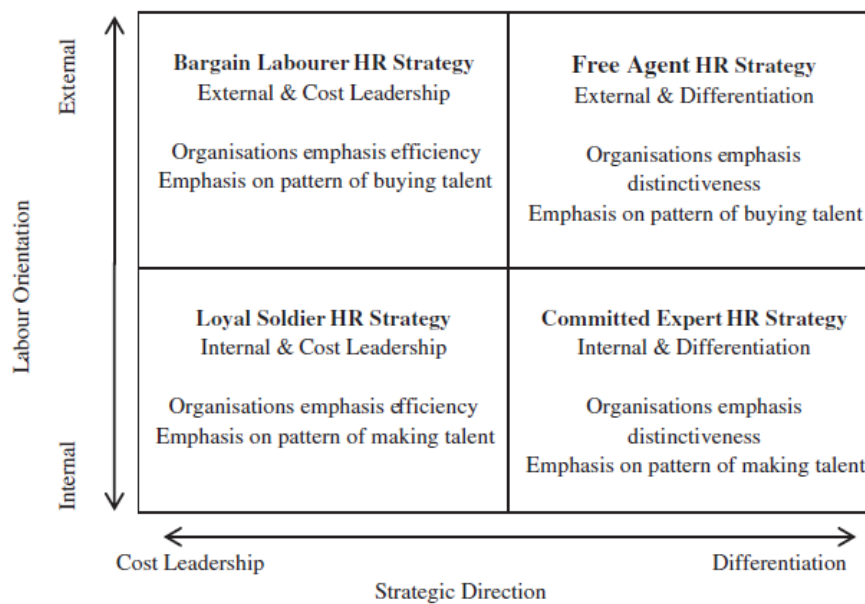 External
Labour Orientation
Internal
Bargain Labourer HR Strategy
External & Cost Leadership
Organisations emphasis efficiency
Emphasis on pattern of buying talent
Free Agent HR Strategy
External & Differentiation
Organisations emphasis
distinctiveness
Emphasis on pattern of buying talent
Loyal Soldier HR Strategy
Internal & Cost Leadership
Organisations emphasis efficiency
Emphasis on pattern of making talent
Committed Expert HR Strategy
Internal & Differentiation
Organisations emphasis
distinctiveness
Emphasis on pattern of making talent
Cost Leadership
Differentiation
Strategic Direction